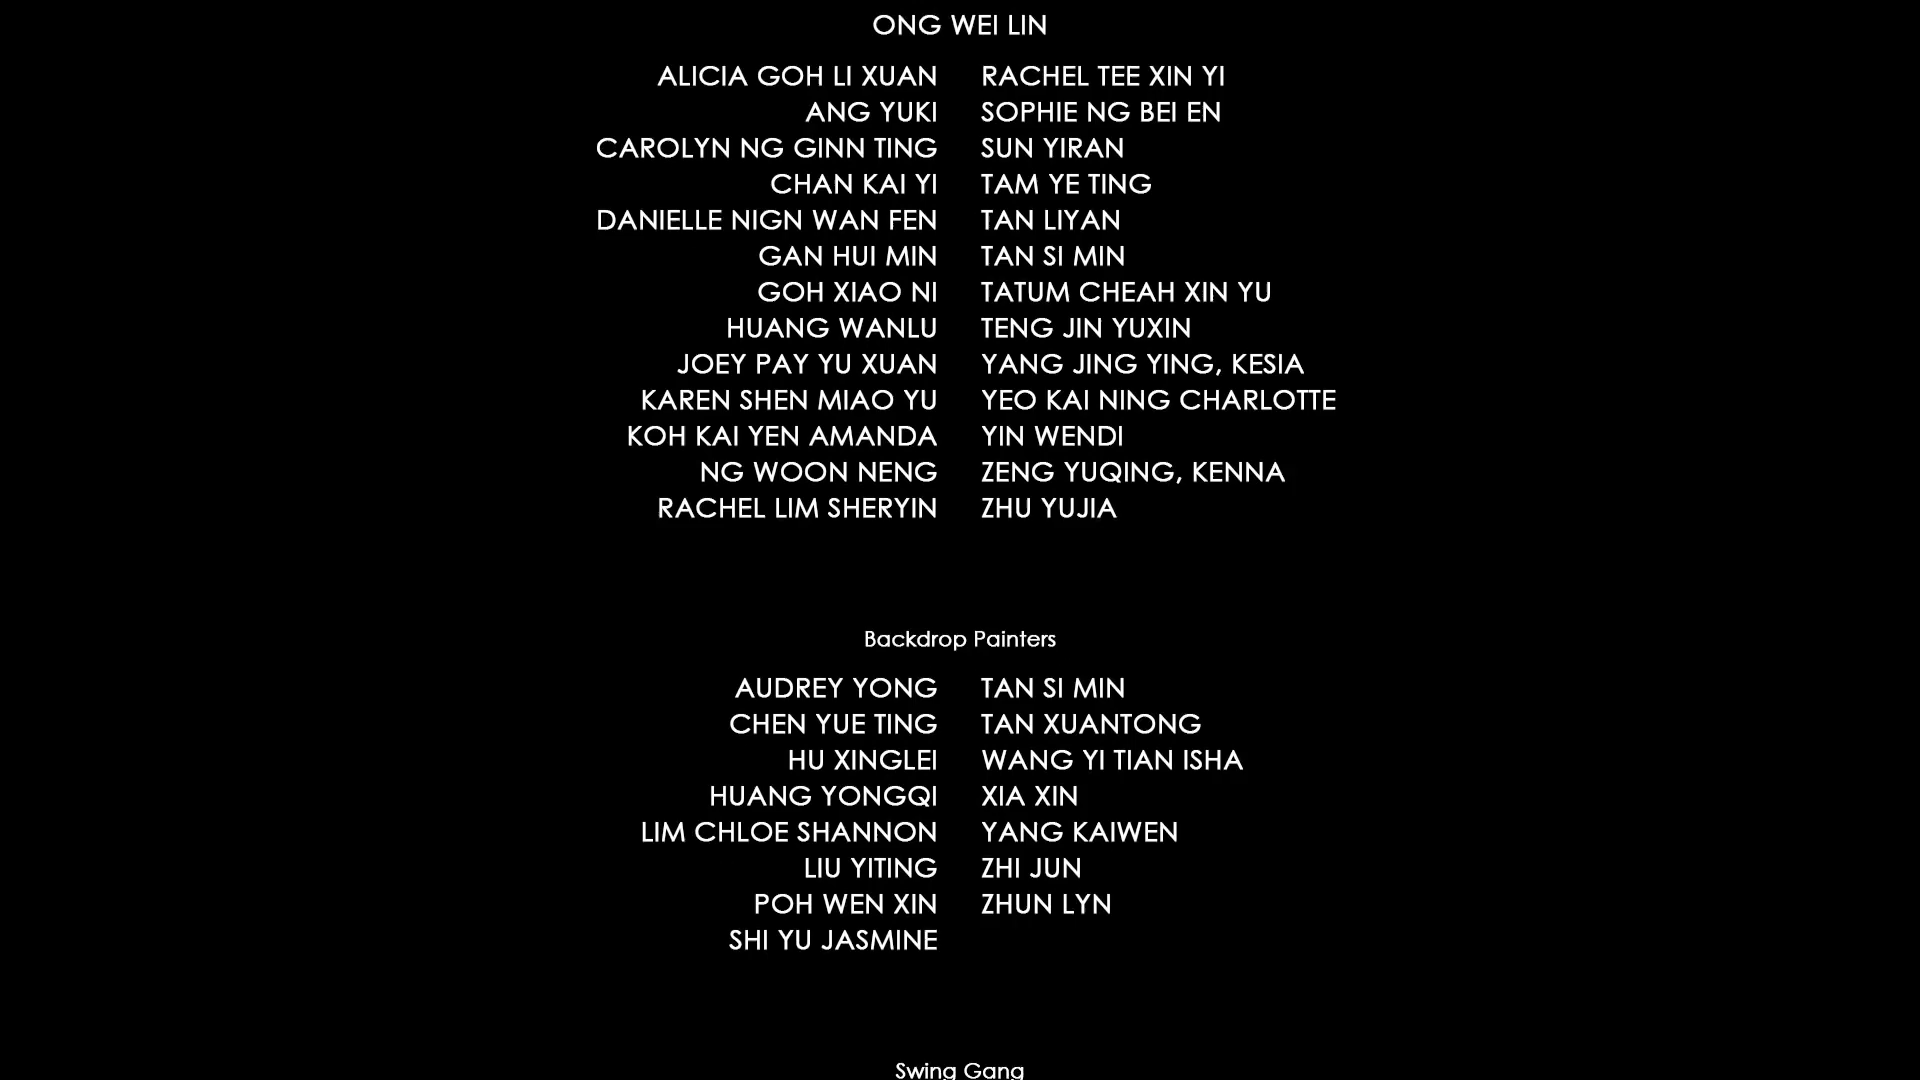 ONG WEI LIN
ALICIA GOH LI XUAN RACHEL TEE XIN YI
ANG YUKI SOPHIE NG BEI EN
CAROLYN NG GINN TING SUN YIRAN
CHAN KAI YI TAM YE TING
DANIELLE NIGN WAN FEN TAN LIYAN
GAN HUI MIN TAN SI MIN
GOH XIAO NI TATUM CHEAH XIN YU
HUANG WANLU TENG JIN YUXIN
JOEY PAY YU XUAN YANG JING YING, KESIA
KAREN SHEN MIAO YU YEO KAI NING CHARLOTTE
KOH KAI YEN AMANDA YIN WENDI
NG WOON NENG ZENG YUQING, KENNA
RACHEL LIM SHERYIN ZHU YUJIA
Backdrop Painters
AUDREY YONG TAN SI MIN
CHEN YUE TING TAN XUANTONG
HU XINGLEI WANG YI TIAN ISHA
HUANG YONGQI XIA XIN
LIM CHLOE SHANNON YANG KAIWEN
LIU YITING ZHI JUN
POH WEN XIN ZHUN LYN
SHI YU JASMINE
Swing Gang